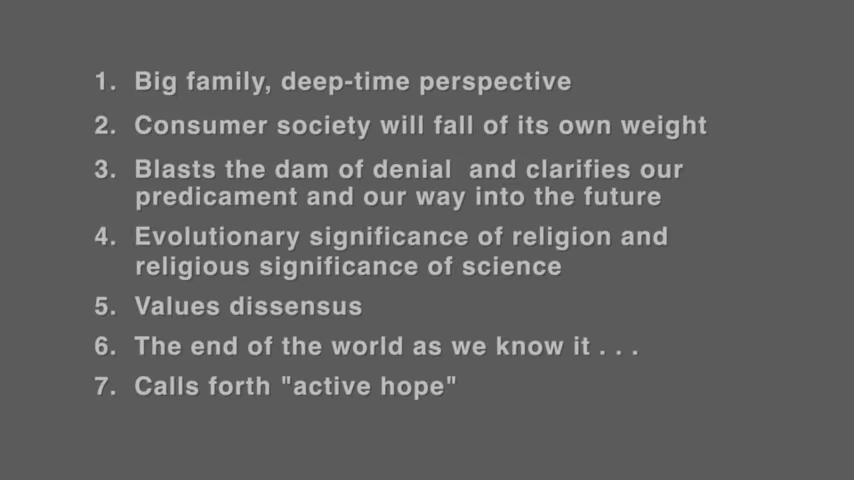 1. Big family, deep-time perspective
2. Consumer society will fall of its own weight
3. Blasts the dam of denial and clarifies our
predicament and our way into the future
4. Evolutionary significance of religion and
religious significance of science
5. Values dissensus
6. The end of the world as we know it . . .
7. Calls forth "active hope"